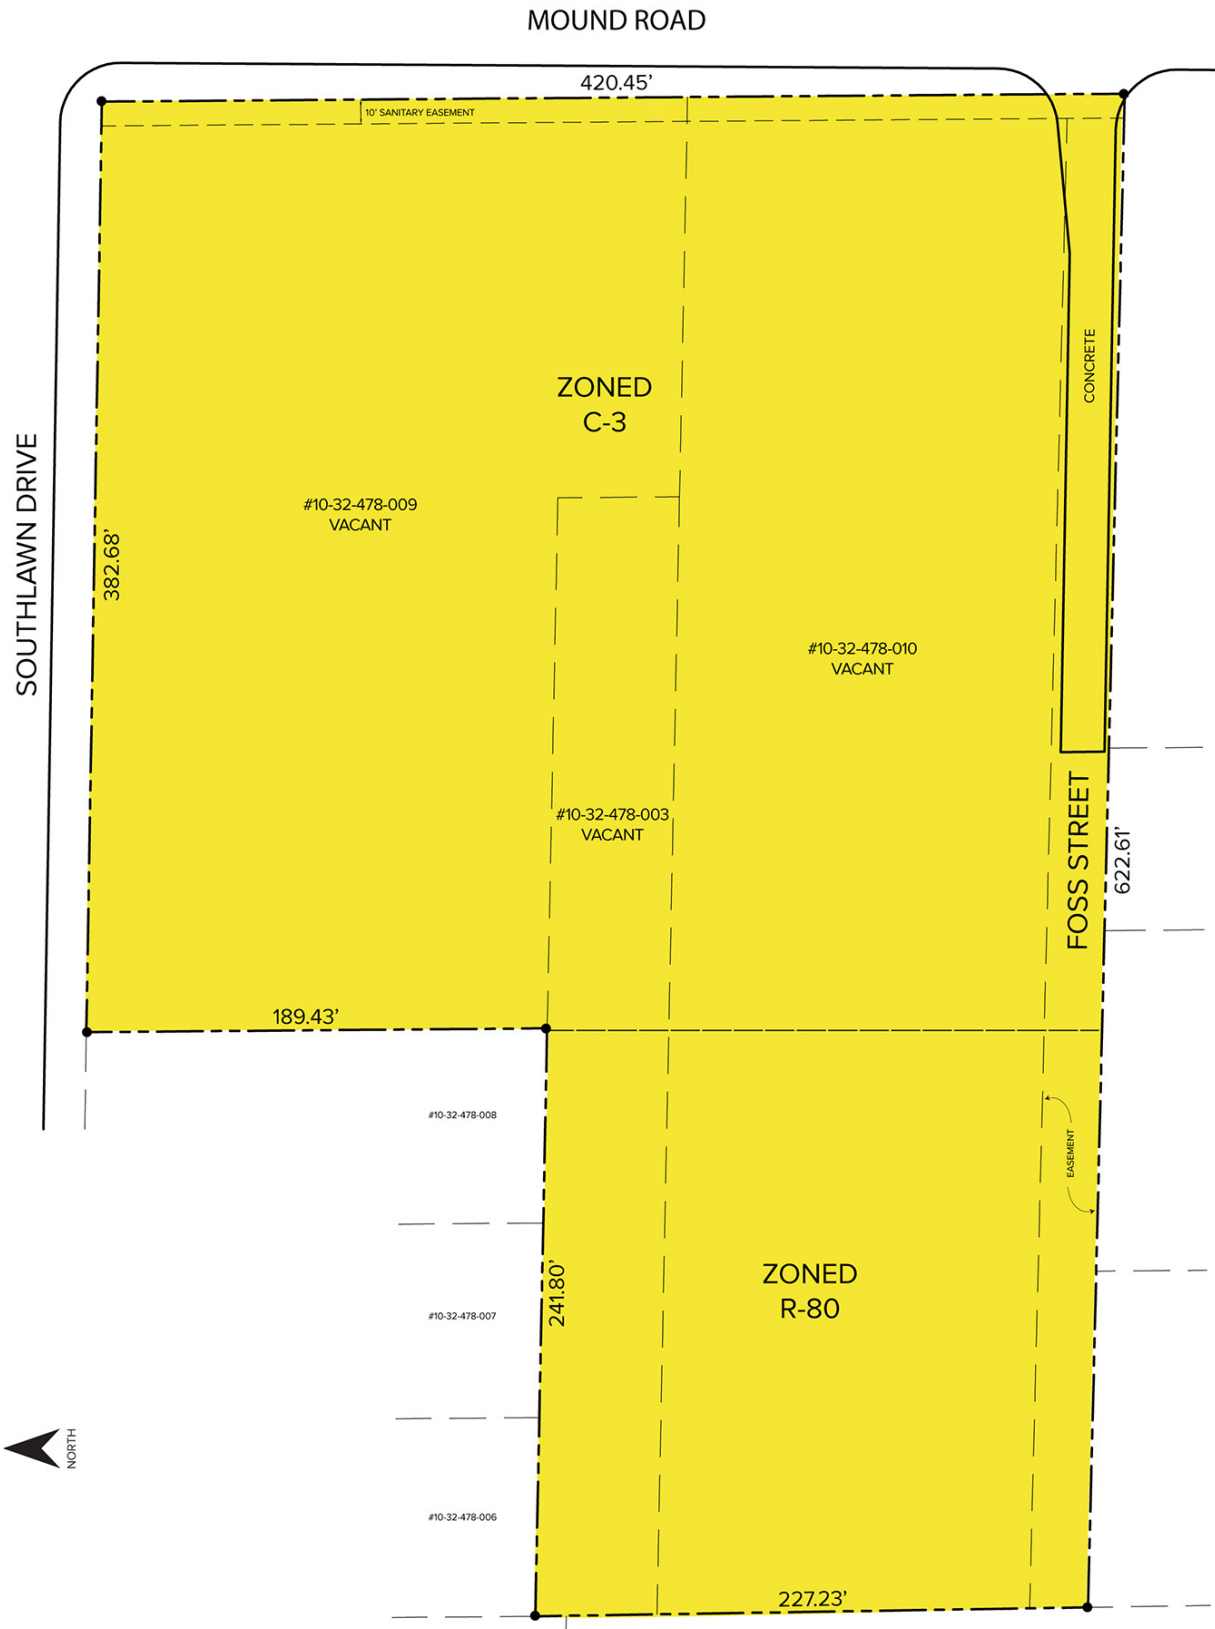 MOUND ROAD
420.45’
10’ SANITARY EASEMENT
CONCRETE
ZONED
C-3
SOUTHLAWN DRIVE
382.68’
#10-32-478-009
VACANT
#10-32-478-010
VACANT
#10-32-478-003
VACANT
FOSS STREET
622.61’
189.43’
#10-32-478-008
EASEMENT
241.80’
ZONED
R-80
#10-32-478-007
NORTH
#10-32-478-006
227.23’